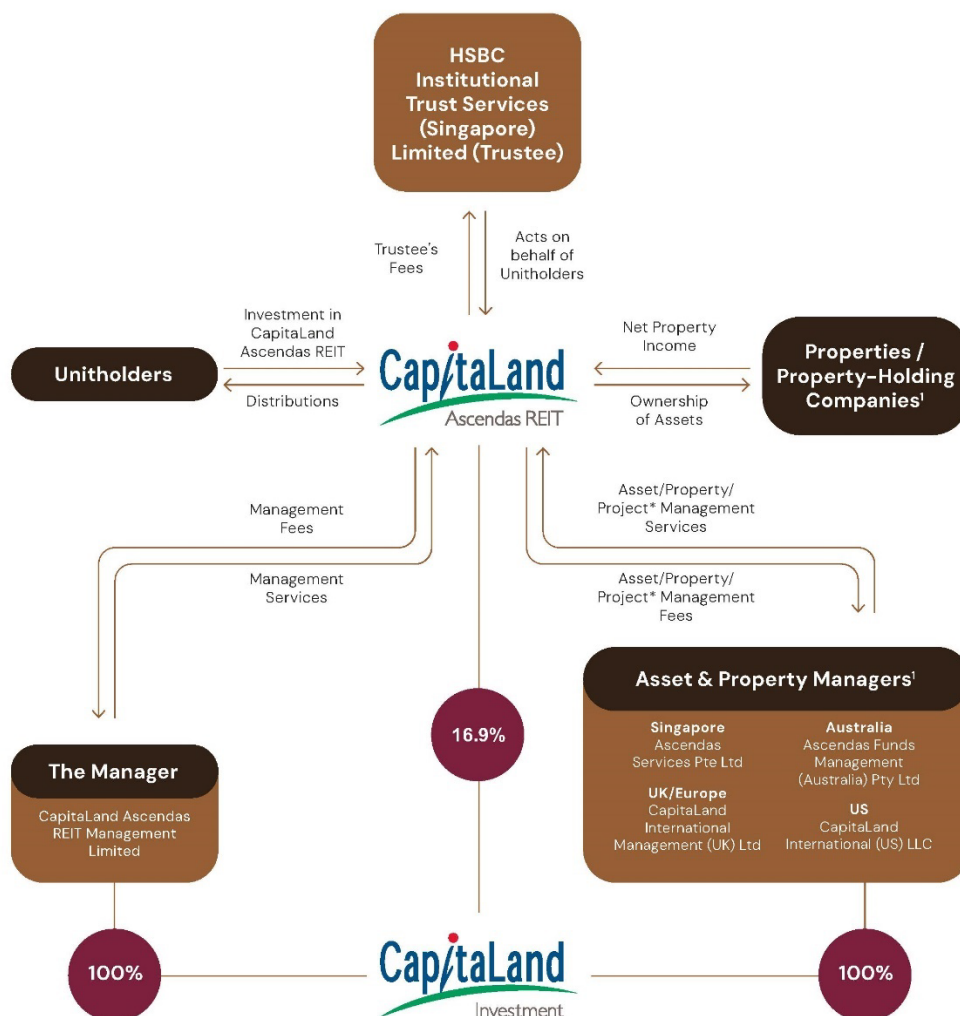 HSBC
Institutional
Trust Services
(Singapore)
Limited (Trustee)
Trustee's
Fees
Acts on
behalf of
Unitholders
Investment in
CapitaLand
Ascendas REIT
Net Property
Income
Unitholders
CapitaLand
Ascendas REIT
Properties /
Property-Holding
Companies¹
Distributions
Ownership
of Assets
Management
Fees
Asset/Property/
Project* Management
Services
Management
Services
Asset/Property/
Project* Management
Fees
16.9%
The Manager
CapitaLand Ascendas
REIT Management
Limited
Asset & Property Managers¹
Singapore
Ascendas
Services Pte Ltd
Australia
Ascendas Funds
Management
(Australia) Pty Ltd
UK/Europe
CapitaLand
International
Management (UK) Ltd
US
CapitaLand
International (US) LLC
100%
CapitaLand
Investment
100%